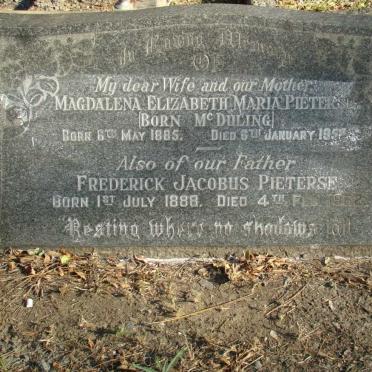 In Loving Memory
OF
My dear Wife and our Mother
MAGDALENA ELIZABETH MARIA PIETERSE
[BORN McDULING]
BORN 6TH MAY 1885. DIED 6TH JANUARY
Also of our Father
FREDERICK JACOBUS PIETERSE
BORN 1ST JULY 1888. DIED 4TH
"Resting where no shadows fall"